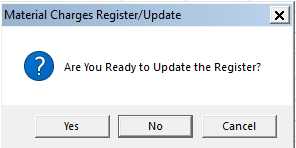 Material Charges Register/Update
Are You Ready to Update the Register?
Yes
No
Cancel